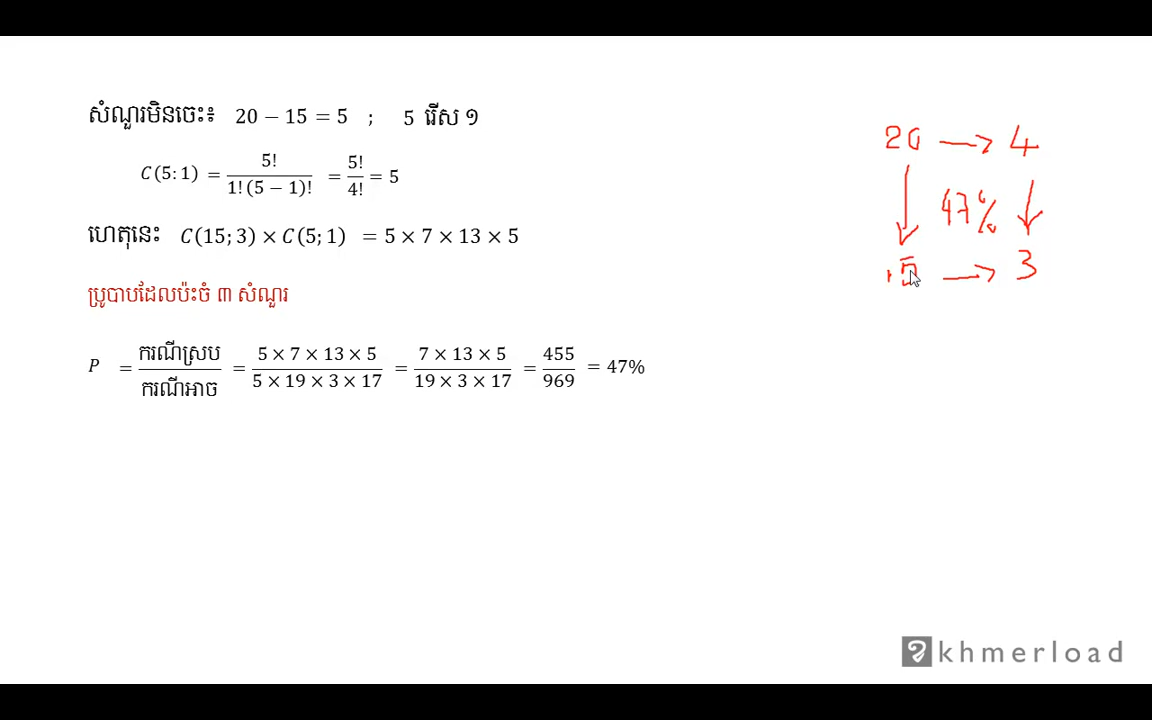 សំណួរមិនចេះ៖ 20 − 15 = 5 ; 5 រើស ១
C(5: 1) = 5! / 1! (5 − 1)! = 5! / 4! = 5
ហេតុនេះ C(15; 3) × C(5; 1) = 5 × 7 × 13 × 5
ប្រូបាបដែលប៉ះចំ ៣ សំណួរ
P = ករណីស្រប / ករណីអាច = 5 × 7 × 13 × 5 / 5 × 19 × 3 × 17 = 7 × 13 × 5 / 19 × 3 × 17 = 455 / 969 = 47%
20 → 4
47%
15 → 3
khmerload